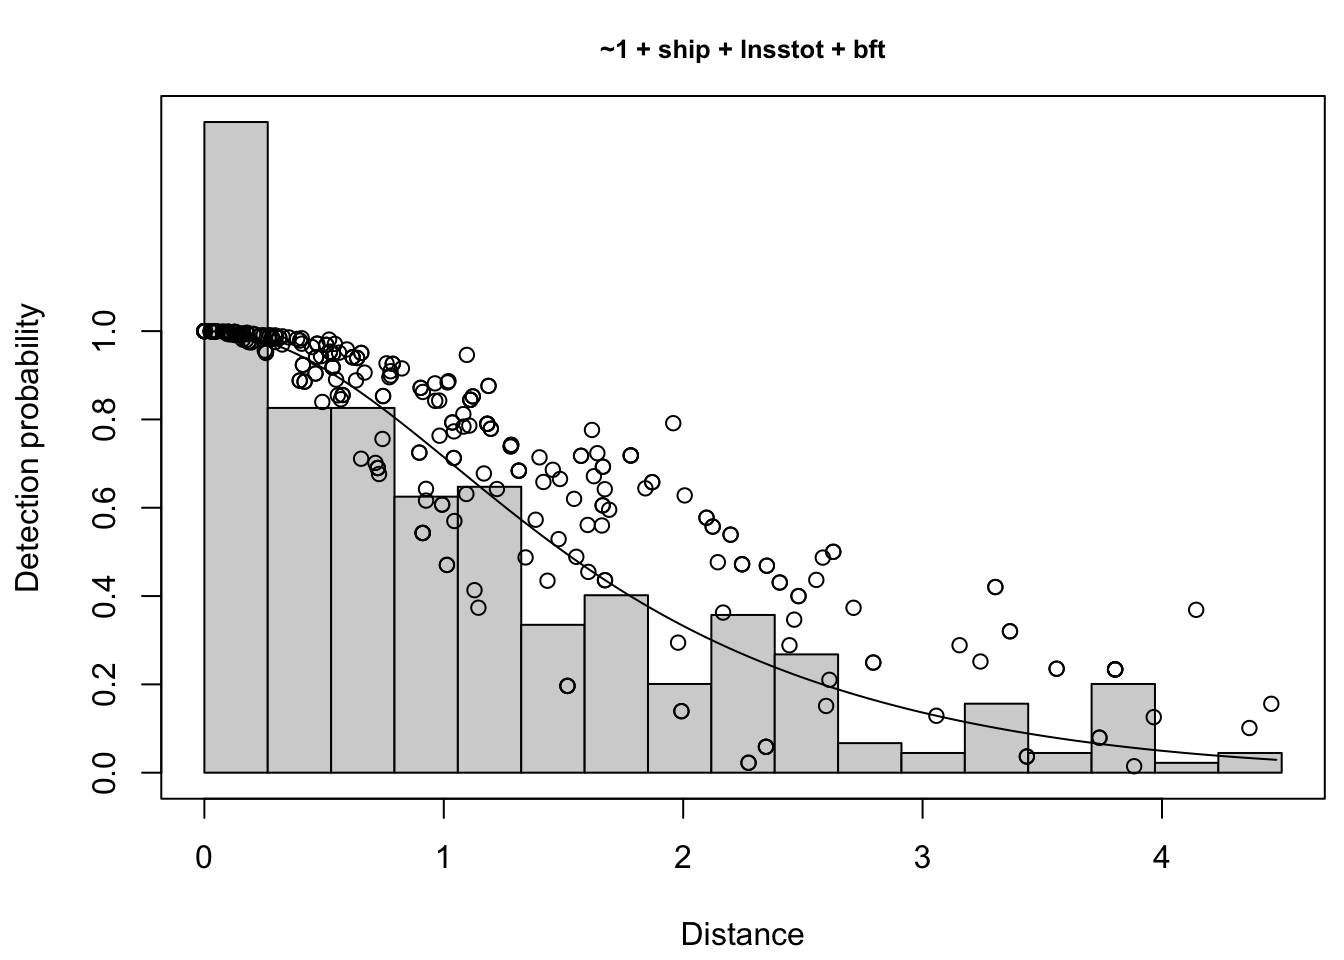 ~1 + ship + lnsstot + bft
Detection probability
1.0
0.8
0.6
0.4
0.2
0.0
0 1 2 3 4
Distance